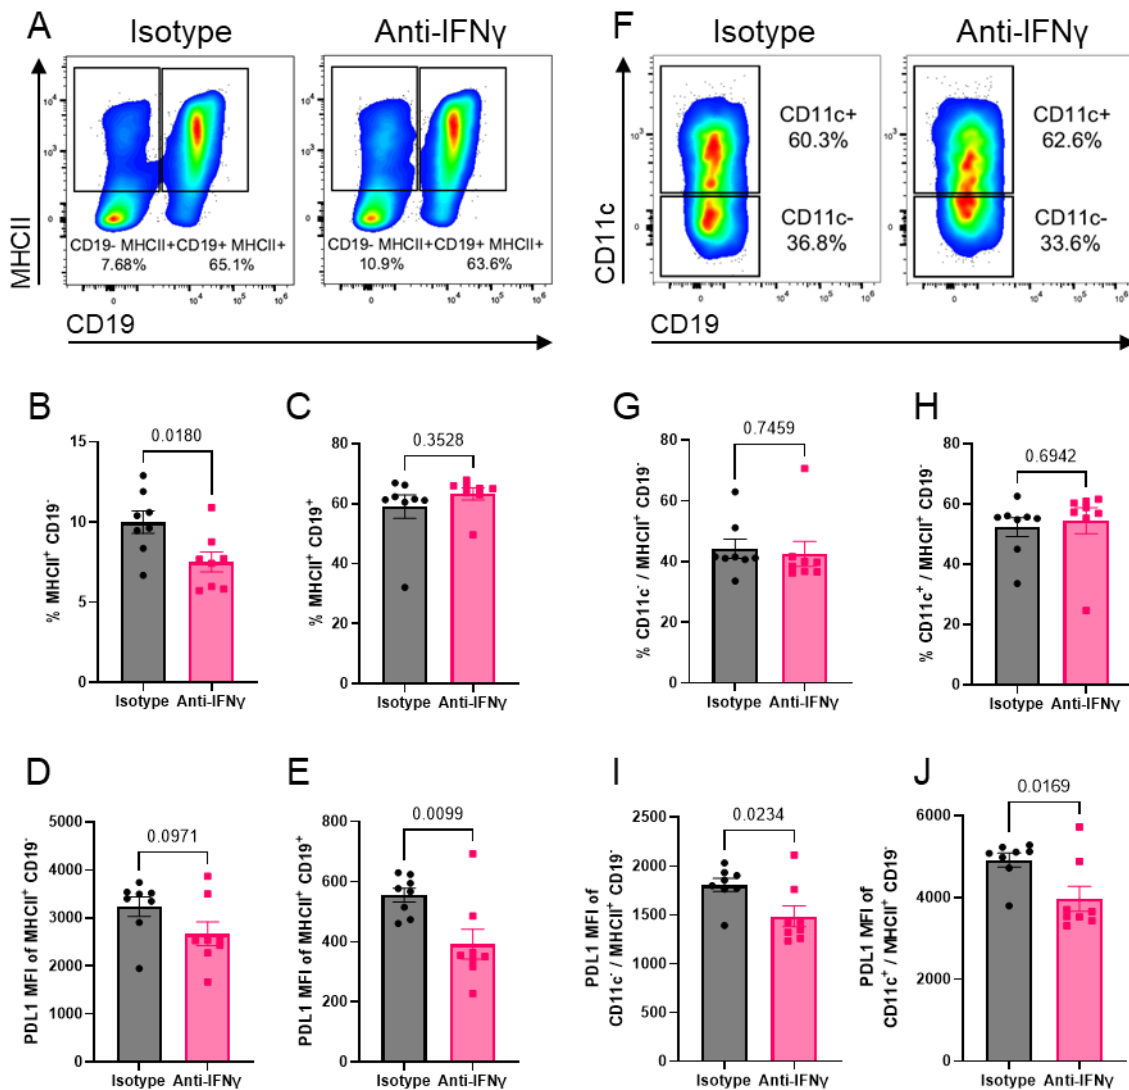 A
Isotype
Anti-IFNγ
MHCII
10⁴
10³
0
CD19- MHCII+
7.68%
CD19+ MHCII+
65.1%
0
10⁴
10⁵
10⁶
10⁴
10³
0
CD19- MHCII+
10.9%
CD19+ MHCII+
63.6%
0
10⁴
10⁵
10⁶
CD19
F
Isotype
Anti-IFNγ
CD11c
10³
0
CD11c+
60.3%
CD11c-
36.8%
0
10⁴
10⁵
10⁶
10³
0
CD11c+
62.6%
CD11c-
33.6%
0
10⁴
10⁵
10⁶
CD19
B
% MHCII⁺ CD19⁻
15
10
5
0
0.0180
Isotype
Anti-IFNγ
C
% MHCII⁺ CD19⁺
80
60
40
20
0
0.3528
Isotype
Anti-IFNγ
G
% CD11c⁻ / MHCII⁺ CD19⁻
80
60
40
20
0
0.7459
Isotype
Anti-IFNγ
H
% CD11c⁺ / MHCII⁺ CD19⁻
80
60
40
20
0
0.6942
Isotype
Anti-IFNγ
D
PDL1 MFI of MHCII⁺ CD19⁻
5000
4000
3000
2000
1000
0
0.0971
Isotype
Anti-IFNγ
E
PDL1 MFI of MHCII⁺ CD19⁺
800
600
400
200
0
0.0099
Isotype
Anti-IFNγ
I
PDL1 MFI of
CD11c⁻ / MHCII⁺ CD19⁻
2500
2000
1500
1000
500
0
0.0234
Isotype
Anti-IFNγ
J
PDL1 MFI of
CD11c⁺ / MHCII⁺ CD19⁻
6000
4000
2000
0
0.0169
Isotype
Anti-IFNγ